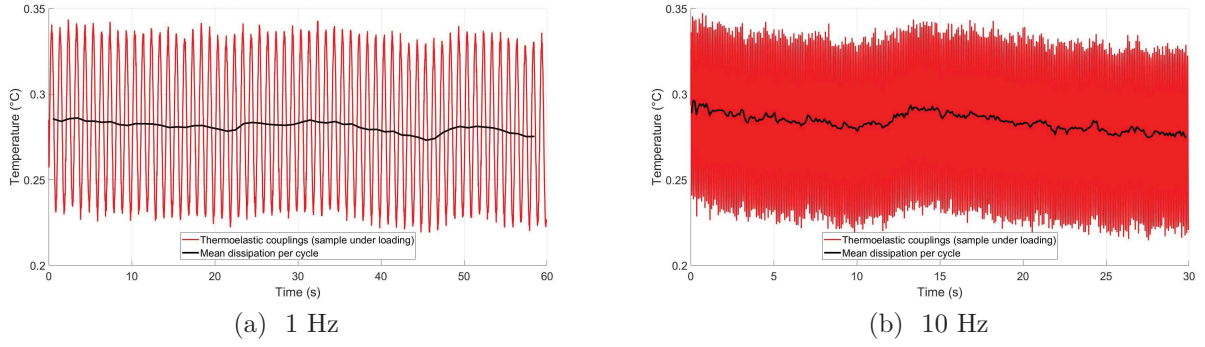 0.35
0.3
0.25
0.2
Temperature (°C)
Thermoelastic couplings (sample under loading)
Mean dissipation per cycle
0 10 20 30 40 50 60
Time (s)
(a) 1 Hz
0.35
0.3
0.25
0.2
Temperature (°C)
Thermoelastic couplings (sample under loading)
Mean dissipation per cycle
0 5 10 15 20 25 30
Time (s)
(b) 10 Hz